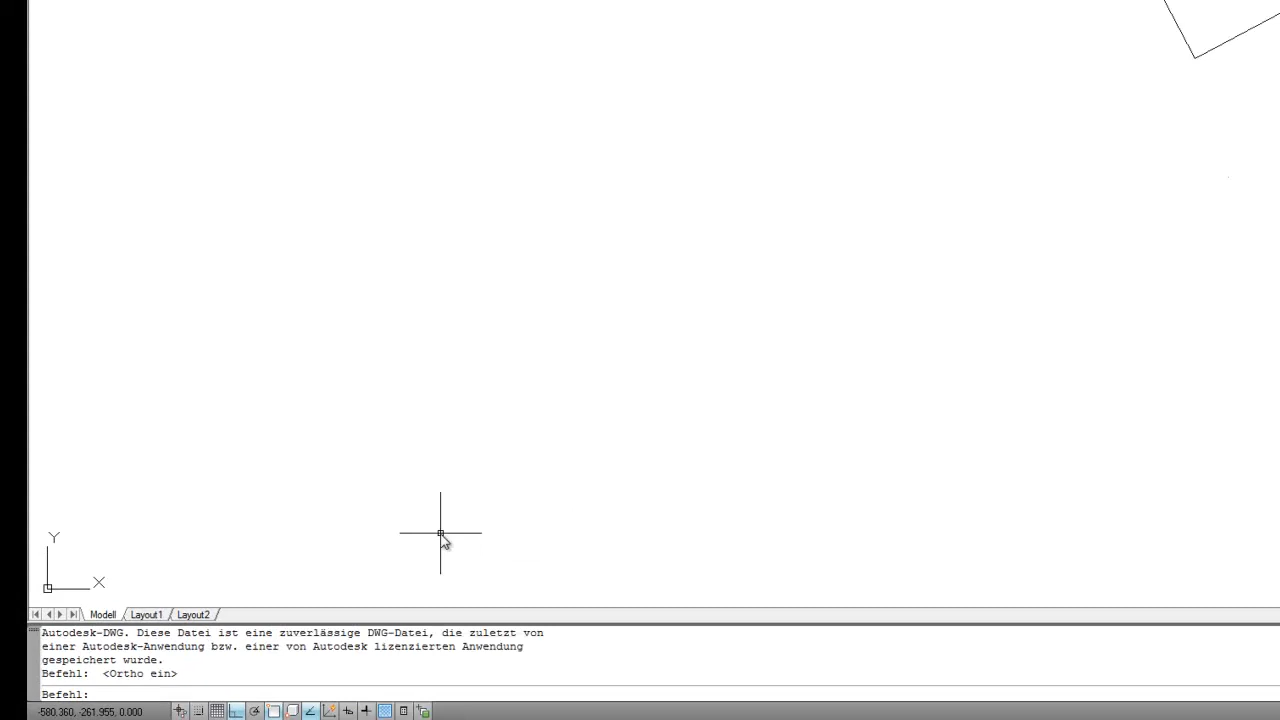 Y
X
Modell
Layout1
Layout2
Autodesk-DWG. Diese Datei ist eine zuverlässige DWG-Datei, die zuletzt von
einer Autodesk-Anwendung bzw. einer von Autodesk lizenzierten Anwendung
gespeichert wurde.
Befehl:  <Ortho ein>
Befehl:
-580.360, -261.955, 0.000